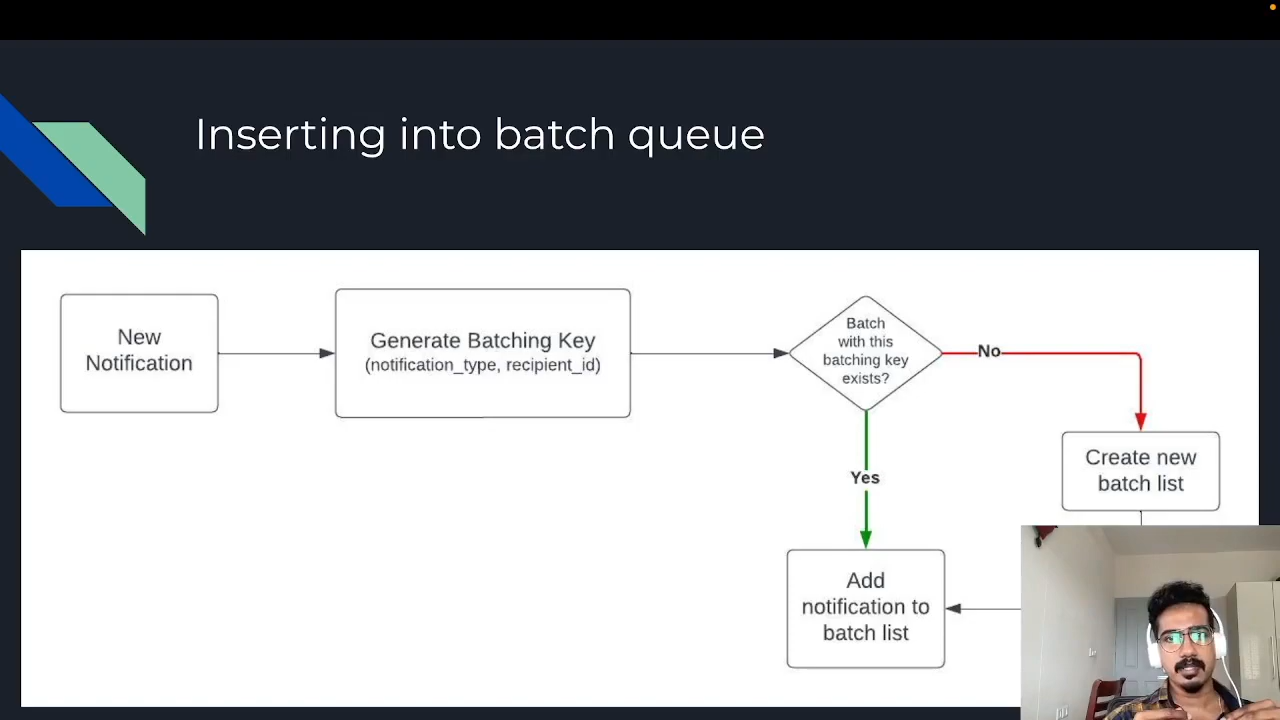 Inserting into batch queue
New
Notification
Generate Batching Key
(notification_type, recipient_id)
Batch
with this
batching key
exists?
No
Create new
batch list
Yes
Add
notification to
batch list